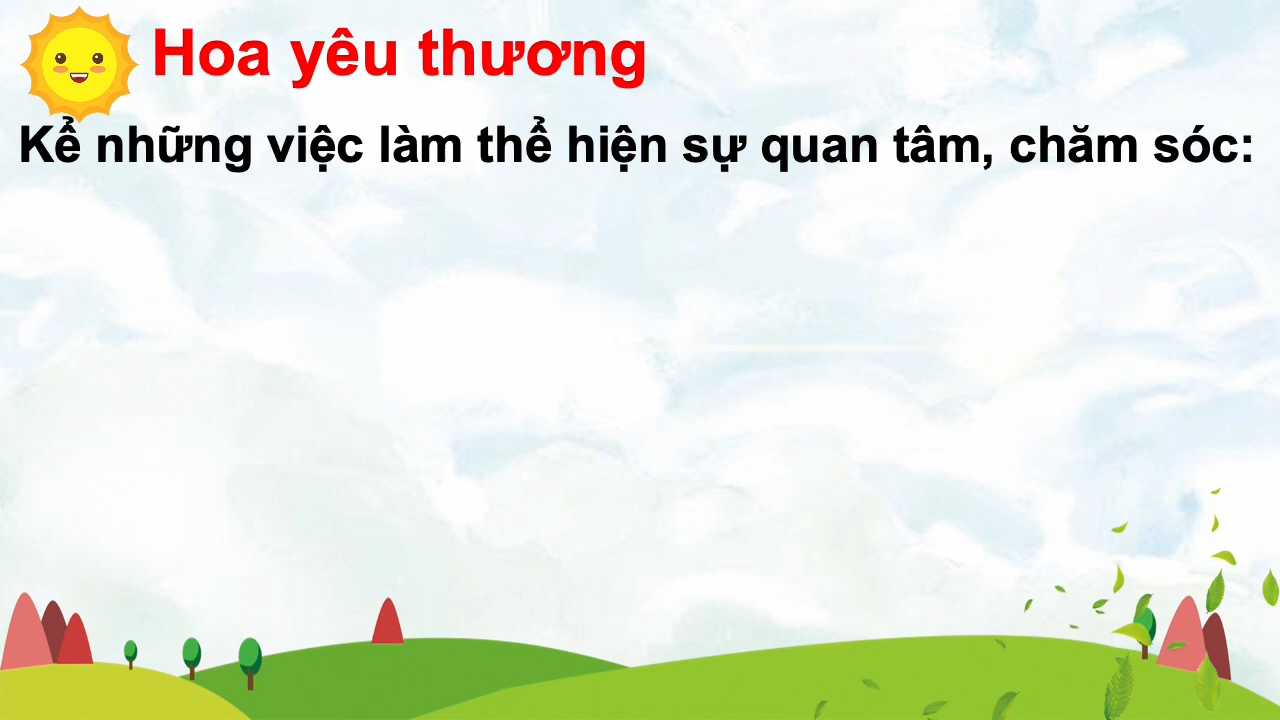 Hoa yêu thương
Kể những việc làm thể hiện sự quan tâm, chăm sóc: